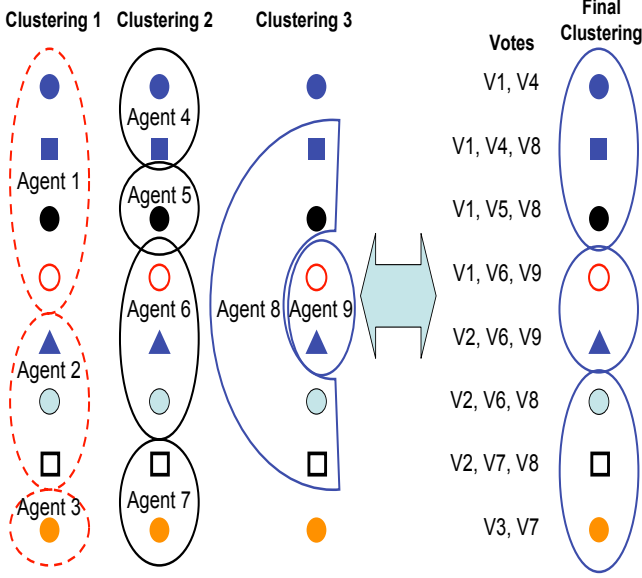 Clustering 1
Clustering 2
Clustering 3
Votes
Final
Clustering
Agent 1
Agent 2
Agent 3
Agent 4
Agent 5
Agent 6
Agent 7
Agent 8
Agent 9
V1, V4
V1, V4, V8
V1, V5, V8
V1, V6, V9
V2, V6, V9
V2, V6, V8
V2, V7, V8
V3, V7